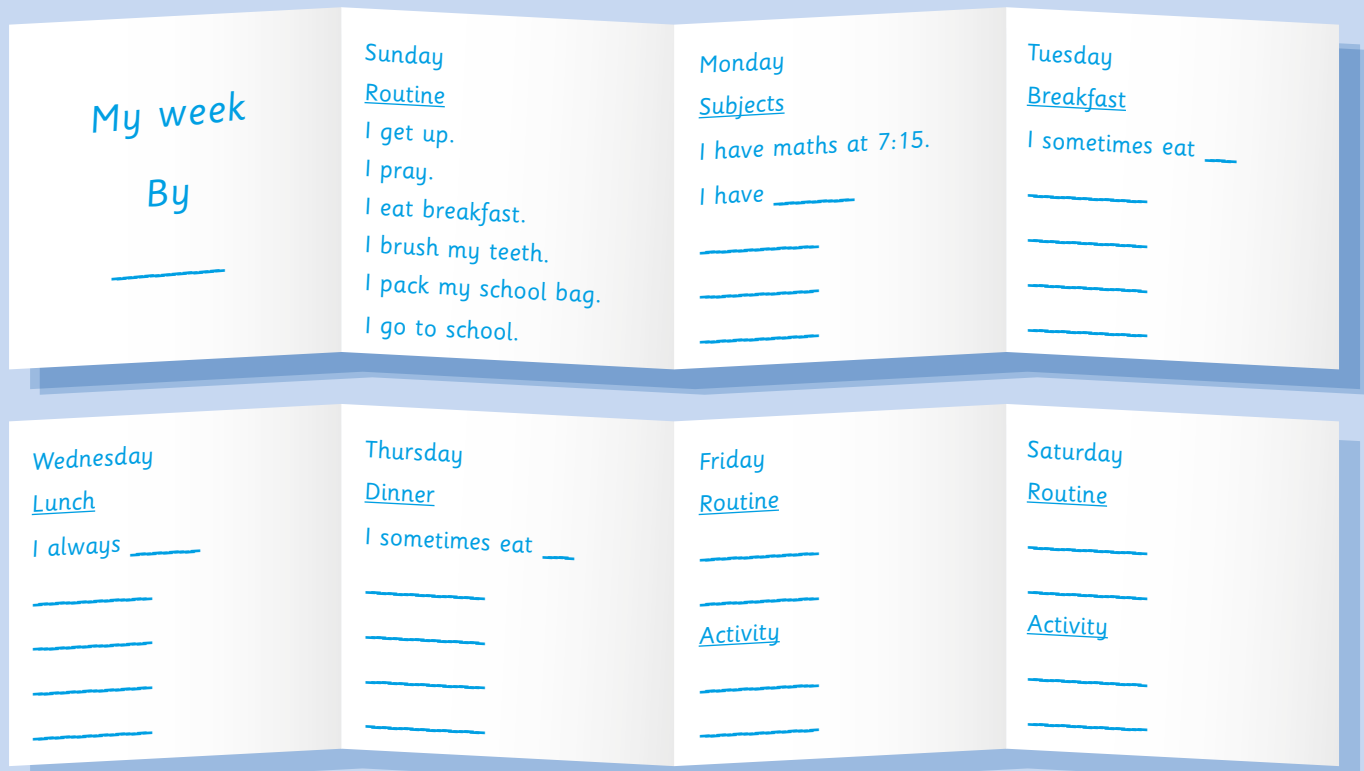 My week
By
Sunday
Routine
I get up.
I pray.
I eat breakfast.
I brush my teeth.
I pack my school bag.
I go to school.
Monday
Subjects
I have maths at 7:15.
I have
Tuesday
Breakfast
I sometimes eat
Wednesday
Lunch
I always
Thursday
Dinner
I sometimes eat
Friday
Routine
Activity
Saturday
Routine
Activity